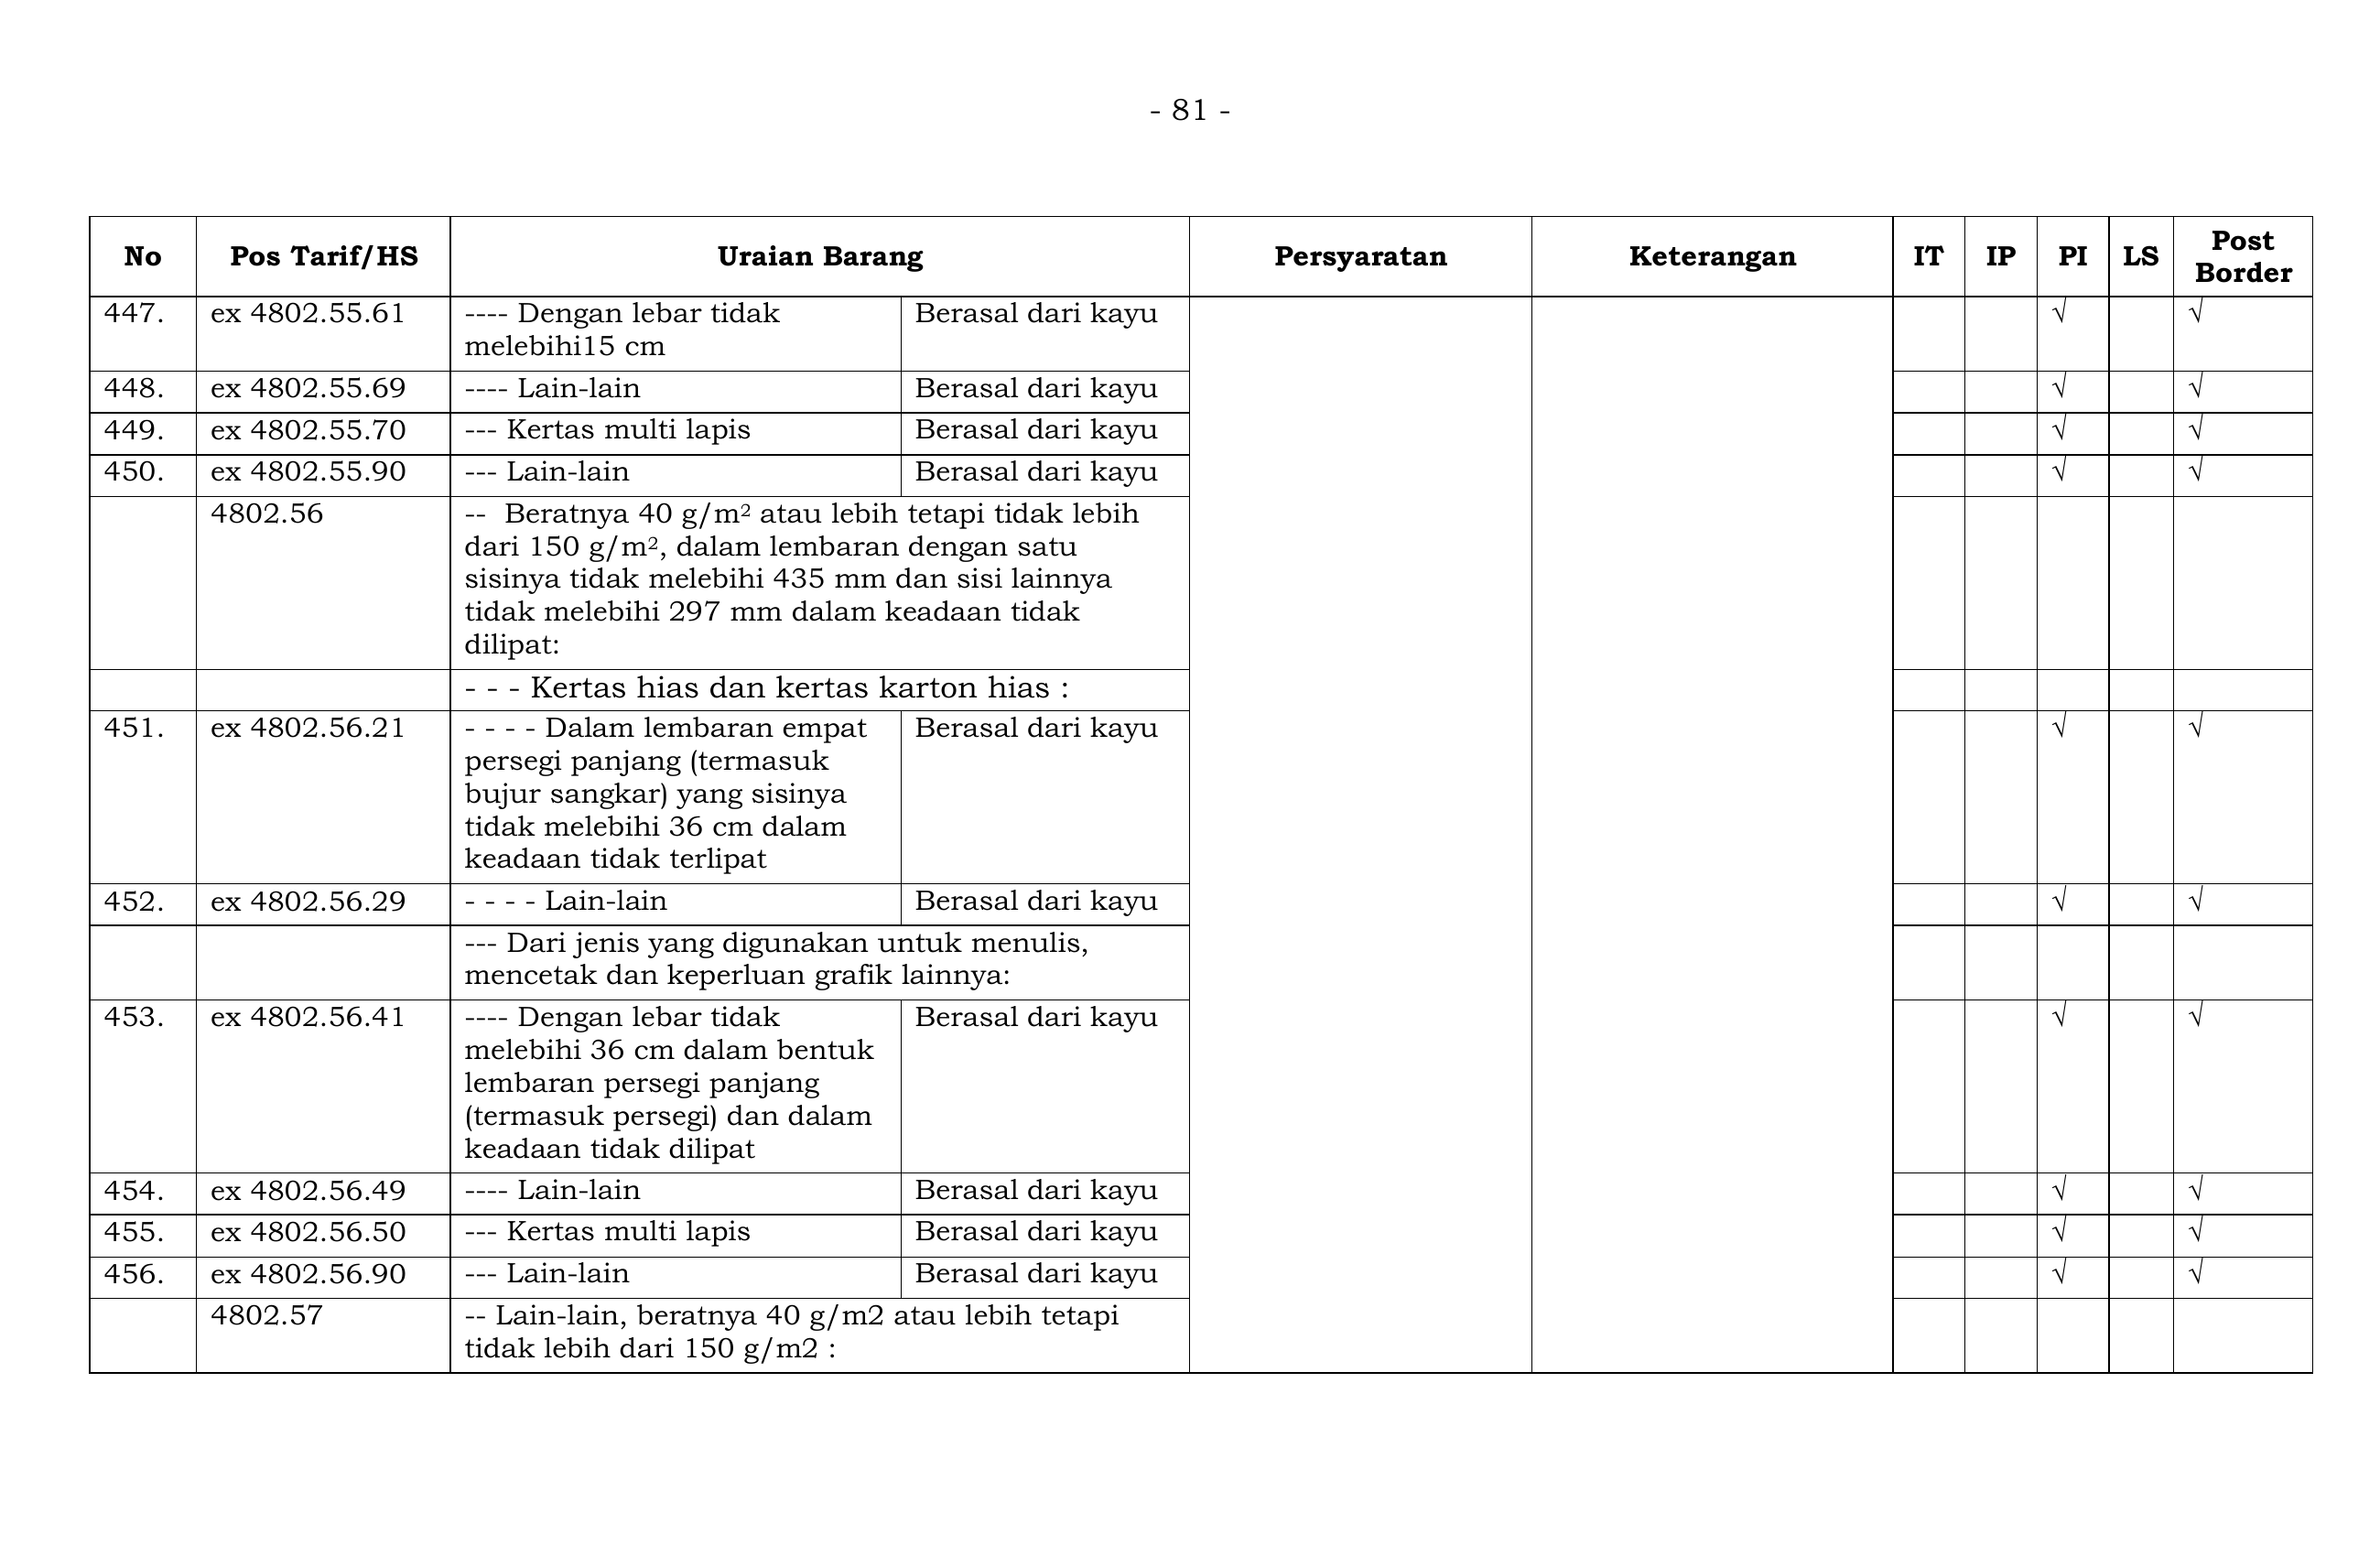 - 81 -
No Pos Tarif/HS Uraian Barang Persyaratan Keterangan IT IP PI LS Post Border
447. ex 4802.55.61 ---- Dengan lebar tidak Berasal dari kayu √ √
melebihi15 cm
448. ex 4802.55.69 ---- Lain-lain Berasal dari kayu √ √
449. ex 4802.55.70 --- Kertas multi lapis Berasal dari kayu √ √
450. ex 4802.55.90 --- Lain-lain Berasal dari kayu √ √
4802.56 -- Beratnya 40 g/m² atau lebih tetapi tidak lebih
dari 150 g/m², dalam lembaran dengan satu
sisinya tidak melebihi 435 mm dan sisi lainnya
tidak melebihi 297 mm dalam keadaan tidak
dilipat:
- - - Kertas hias dan kertas karton hias :
451. ex 4802.56.21 - - - - Dalam lembaran empat Berasal dari kayu √ √
persegi panjang (termasuk
bujur sangkar) yang sisinya
tidak melebihi 36 cm dalam
keadaan tidak terlipat
452. ex 4802.56.29 - - - - Lain-lain Berasal dari kayu √ √
--- Dari jenis yang digunakan untuk menulis,
mencetak dan keperluan grafik lainnya:
453. ex 4802.56.41 ---- Dengan lebar tidak Berasal dari kayu √ √
melebihi 36 cm dalam bentuk
lembaran persegi panjang
(termasuk persegi) dan dalam
keadaan tidak dilipat
454. ex 4802.56.49 ---- Lain-lain Berasal dari kayu √ √
455. ex 4802.56.50 --- Kertas multi lapis Berasal dari kayu √ √
456. ex 4802.56.90 --- Lain-lain Berasal dari kayu √ √
4802.57 -- Lain-lain, beratnya 40 g/m2 atau lebih tetapi
tidak lebih dari 150 g/m2 :